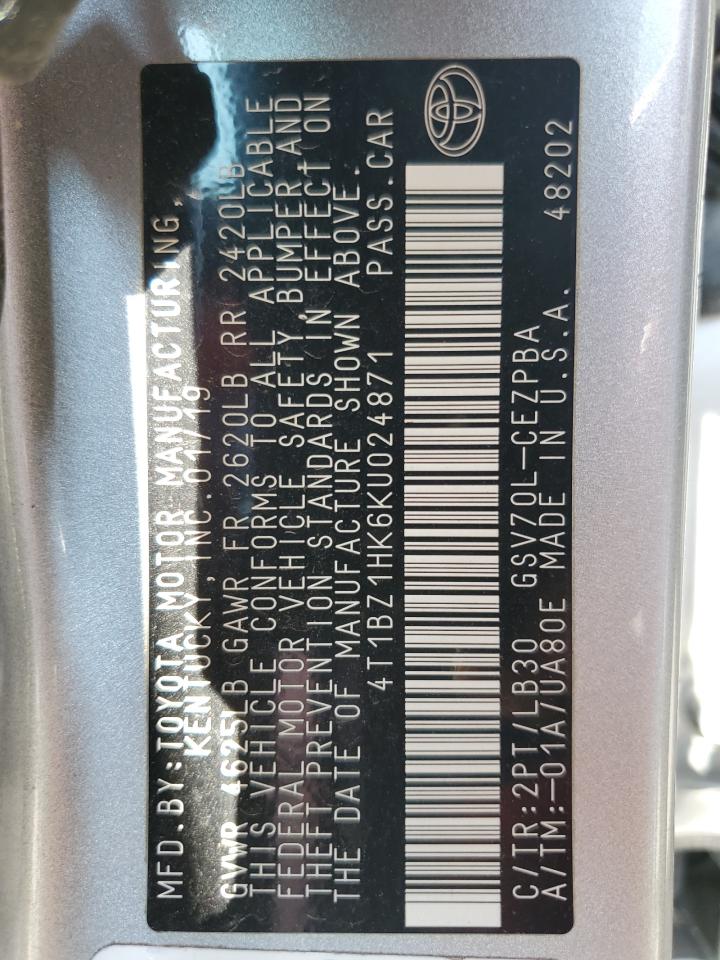 MFD.BY:TOYOTA MOTOR MANUFACTURING,
KENTUCKY, INC. 01/19
GVWR 4625LB GAWR FR 2620LB RR 2420LB
THIS VEHICLE CONFORMS TO ALL APPLICABLE
FEDERAL MOTOR VEHICLE SAFETY, BUMPER AND
THEFT PREVENTION STANDARDS IN EFFECT ON
THE DATE OF MANUFACTURE SHOWN ABOVE.
4T1BZ1HK6KU024871 PASS.CAR
C/TR:2PT/LB30 GSV70L-CEZPBA
A/TM:-01A/UA80E MADE IN U.S.A. 48202